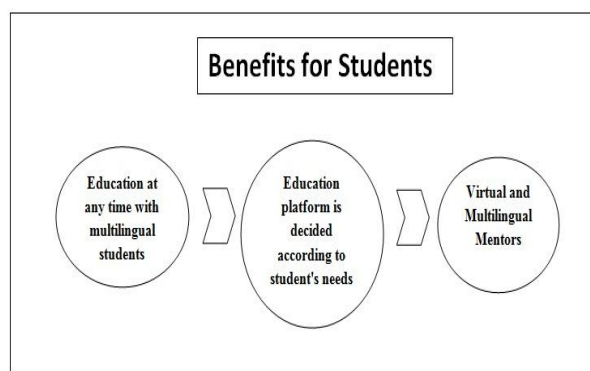 Benefits for Students
Education at
any time with
multilingual
students
Education
platform is
decided
according to
student's needs
Virtual and
Multilingual
Mentors